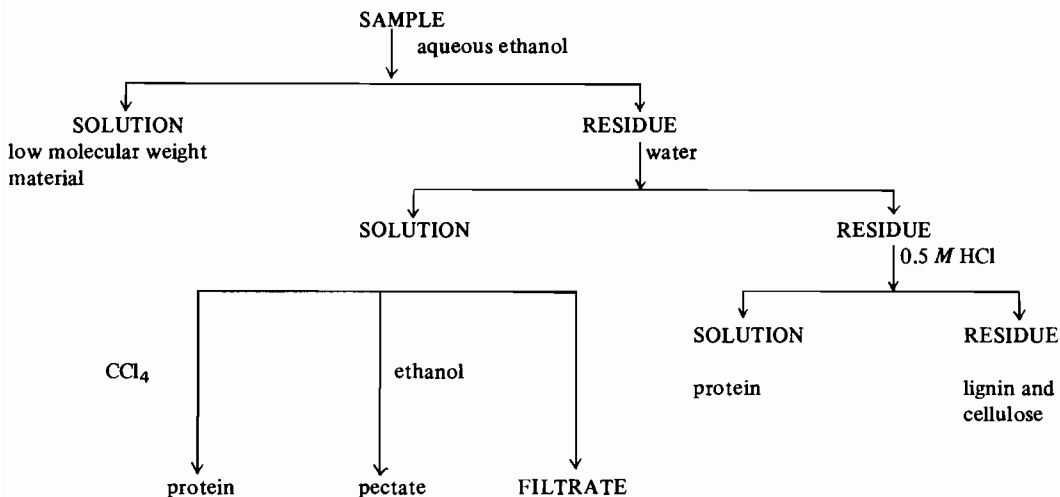 SAMPLE
aqueous ethanol
SOLUTION
low molecular weight
material
RESIDUE
water
SOLUTION
RESIDUE
0.5 M HCl
CCl4
ethanol
SOLUTION
protein
RESIDUE
lignin and
cellulose
protein
pectate
FILTRATE